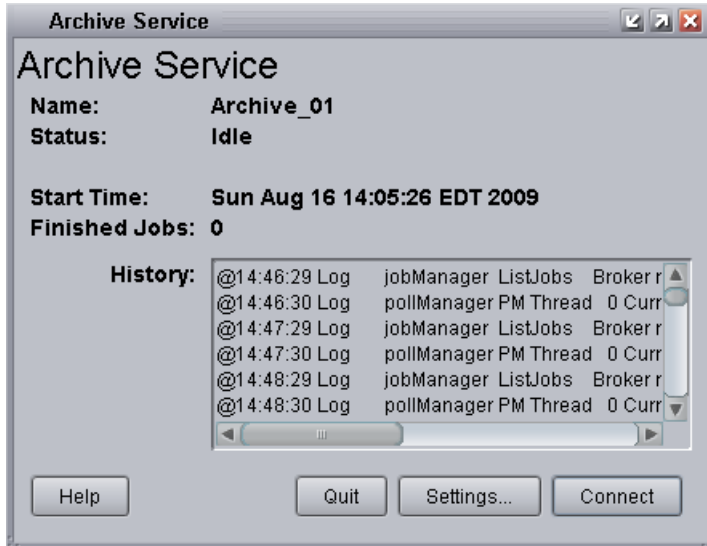 Archive Service
Archive Service
Name: Archive_01
Status: Idle
Start Time: Sun Aug 16 14:05:26 EDT 2009
Finished Jobs: 0
History:
@14:46:29 Log jobManager ListJobs Broker r
@14:46:30 Log pollManager PM Thread 0 Curr
@14:47:29 Log jobManager ListJobs Broker r
@14:47:30 Log pollManager PM Thread 0 Curr
@14:48:29 Log jobManager ListJobs Broker r
@14:48:30 Log pollManager PM Thread 0 Curr
Help Quit Settings... Connect